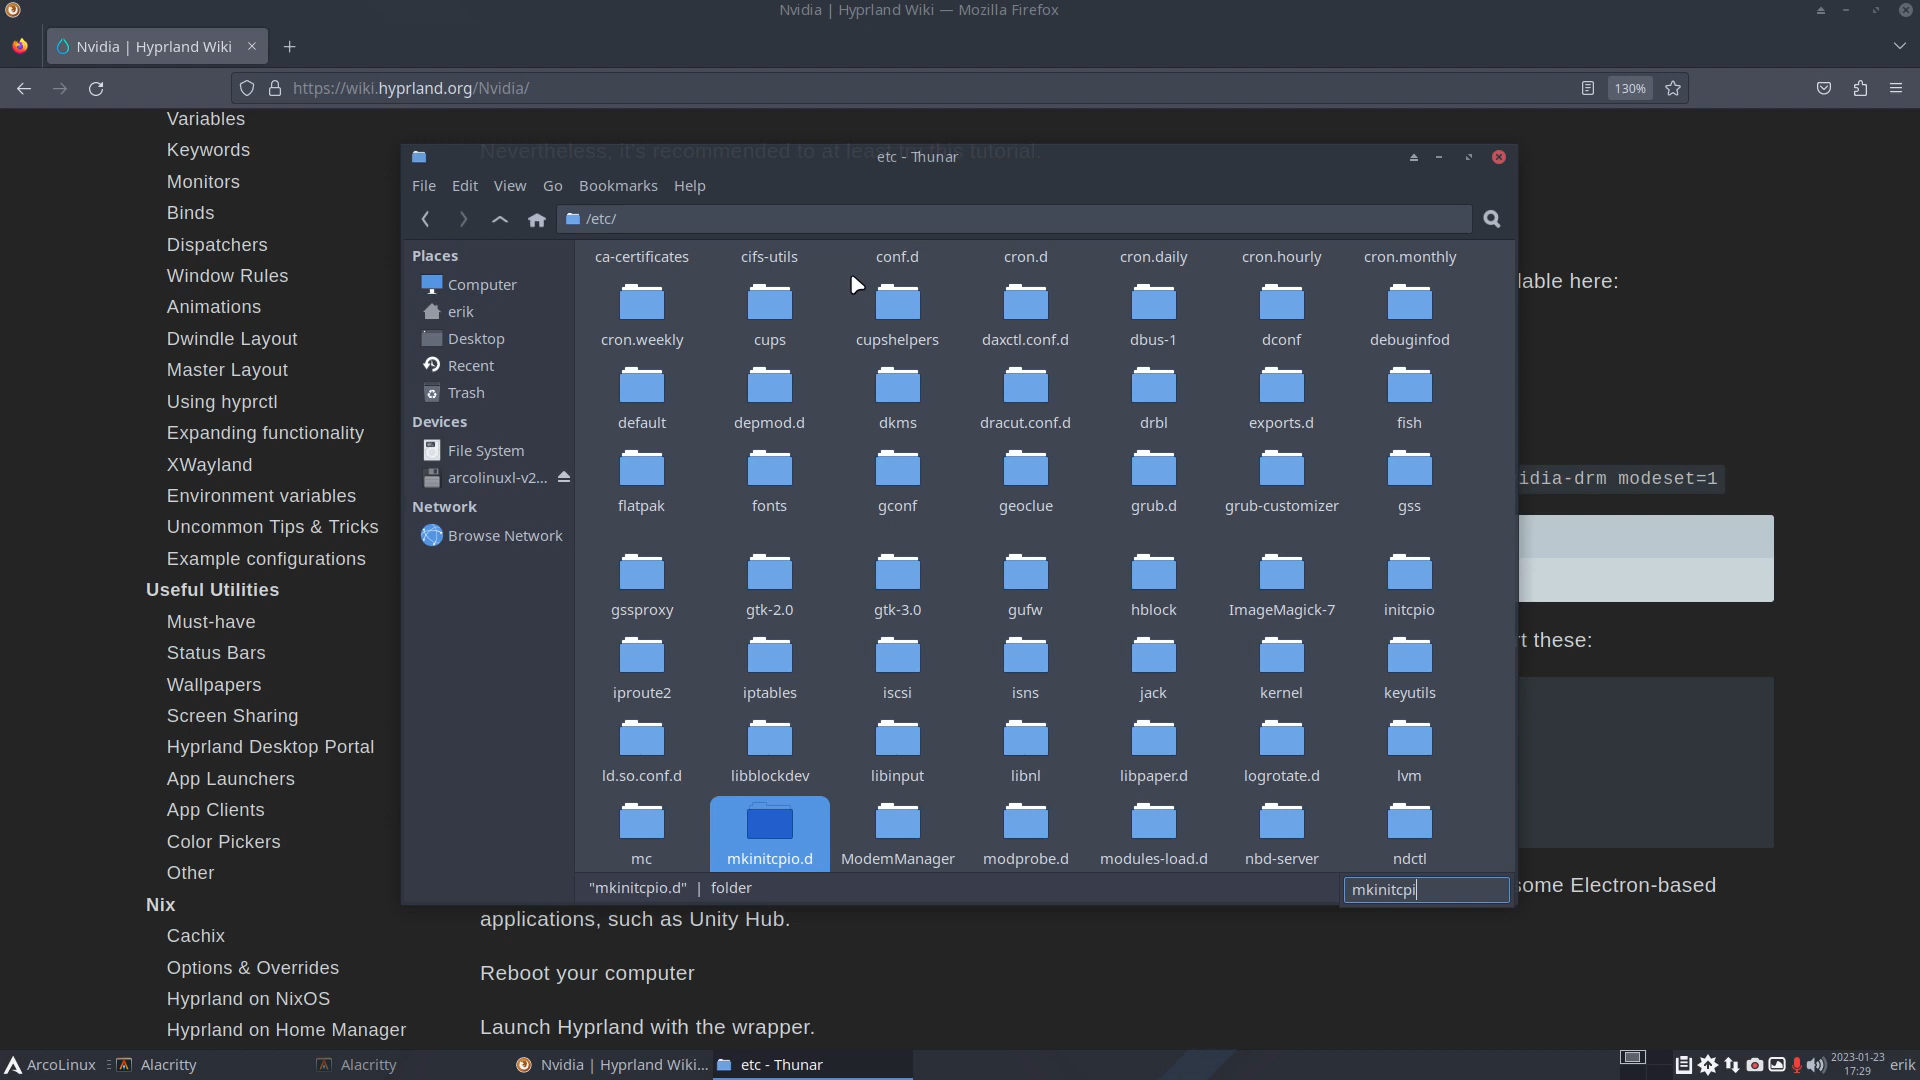 Nvidia | Hyprland Wiki — Mozilla Firefox
Nvidia | Hyprland Wiki
https://wiki.hyprland.org/Nvidia/
130%
Variables
Keywords
Monitors
Binds
Dispatchers
Window Rules
Animations
Dwindle Layout
Master Layout
Using hyprctl
Expanding functionality
XWayland
Environment variables
Uncommon Tips & Tricks
Example configurations
Useful Utilities
Must-have
Status Bars
Wallpapers
Screen Sharing
Hyprland Desktop Portal
App Launchers
App Clients
Color Pickers
Other
Nix
Cachix
Options & Overrides
Hyprland on NixOS
Hyprland on Home Manager
Nevertheless, it's recommended to at least try this tutorial.
etc - Thunar
File Edit View Go Bookmarks Help
/etc/
Places
Computer
erik
Desktop
Recent
Trash
Devices
File System
arcolinuxl-v2...
Network
Browse Network
ca-certificates cifs-utils conf.d cron.d cron.daily cron.hourly cron.monthly
cron.weekly cups cupshelpers daxctl.conf.d dbus-1 dconf debuginfod
default depmod.d dkms dracut.conf.d drbl exports.d fish
flatpak fonts gconf geoclue grub.d grub-customizer gss
gssproxy gtk-2.0 gtk-3.0 gufw hblock ImageMagick-7 initcpio
iproute2 iptables iscsi isns jack kernel keyutils
ld.so.conf.d libblockdev libinput libnl libpaper.d logrotate.d lvm
mc mkinitcpio.d ModemManager modprobe.d modules-load.d nbd-server ndctl
"mkinitcpio.d" | folder
mkinitcpi
lable here:
idia-drm modeset=1
t these:
some Electron-based
applications, such as Unity Hub.
Reboot your computer
Launch Hyprland with the wrapper.
ArcoLinux
Alacritty
Alacritty
Nvidia | Hyprland Wiki...
etc - Thunar
2023-01-23
17:29
erik